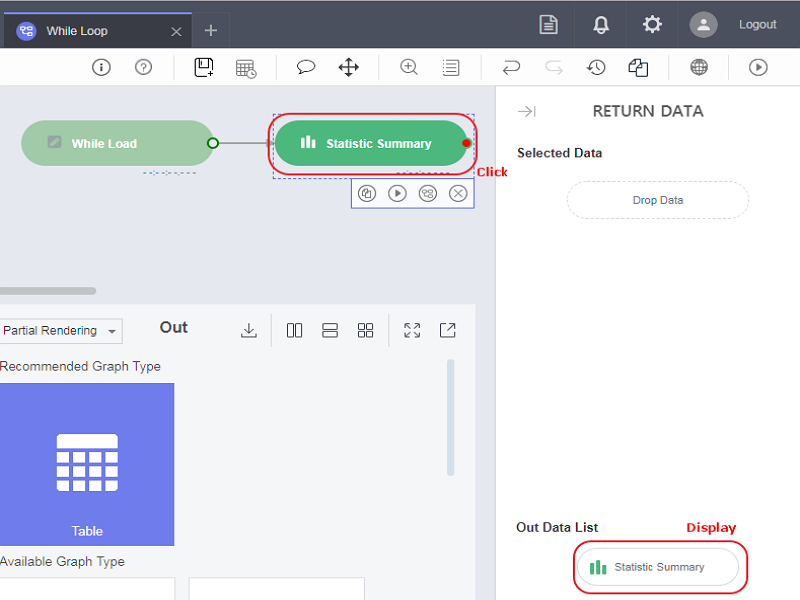 While Loop
Logout
While Load
Statistic Summary
Click
RETURN DATA
Selected Data
Drop Data
Partial Rendering
Out
Recommended Graph Type
Table
Available Graph Type
Out Data List
Display
Statistic Summary